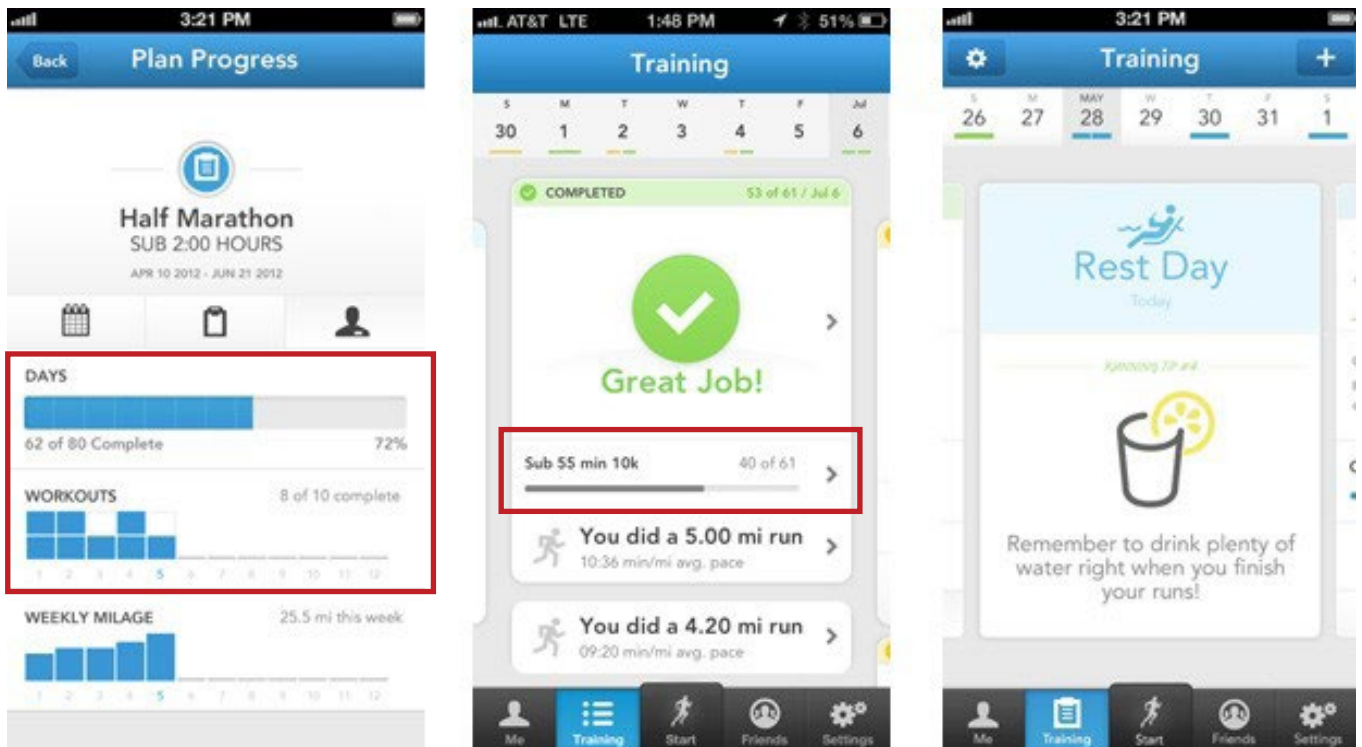 3:21 PM
Back
Plan Progress
Half Marathon
SUB 2:00 HOURS
APR 10 2012 - JUN 21 2012
DAYS
62 of 80 Complete 72%
WORKOUTS 8 of 10 complete
1 2 3 4 5 6 7 8 9 10 11 12
WEEKLY MILAGE 25.5 mi this week
1 2 3 4 5 6 7 8 9 10 11 12
AT&T LTE 1:48 PM 51%
Training
S M T W T F Jul
30 1 2 3 4 5 6
COMPLETED 53 of 61 / Jul 6
Great Job!
Sub 55 min 10k 40 of 61
You did a 5.00 mi run
10:36 min/mi avg. pace
You did a 4.20 mi run
09:20 min/mi avg. pace
Me Training Start Friends Settings
3:21 PM
Training +
S M MAY W T F S
26 27 28 29 30 31 1
Rest Day
Today
RUNNING TIP #4
Remember to drink plenty of
water right when you finish
your runs!
Me Training Start Friends Settings